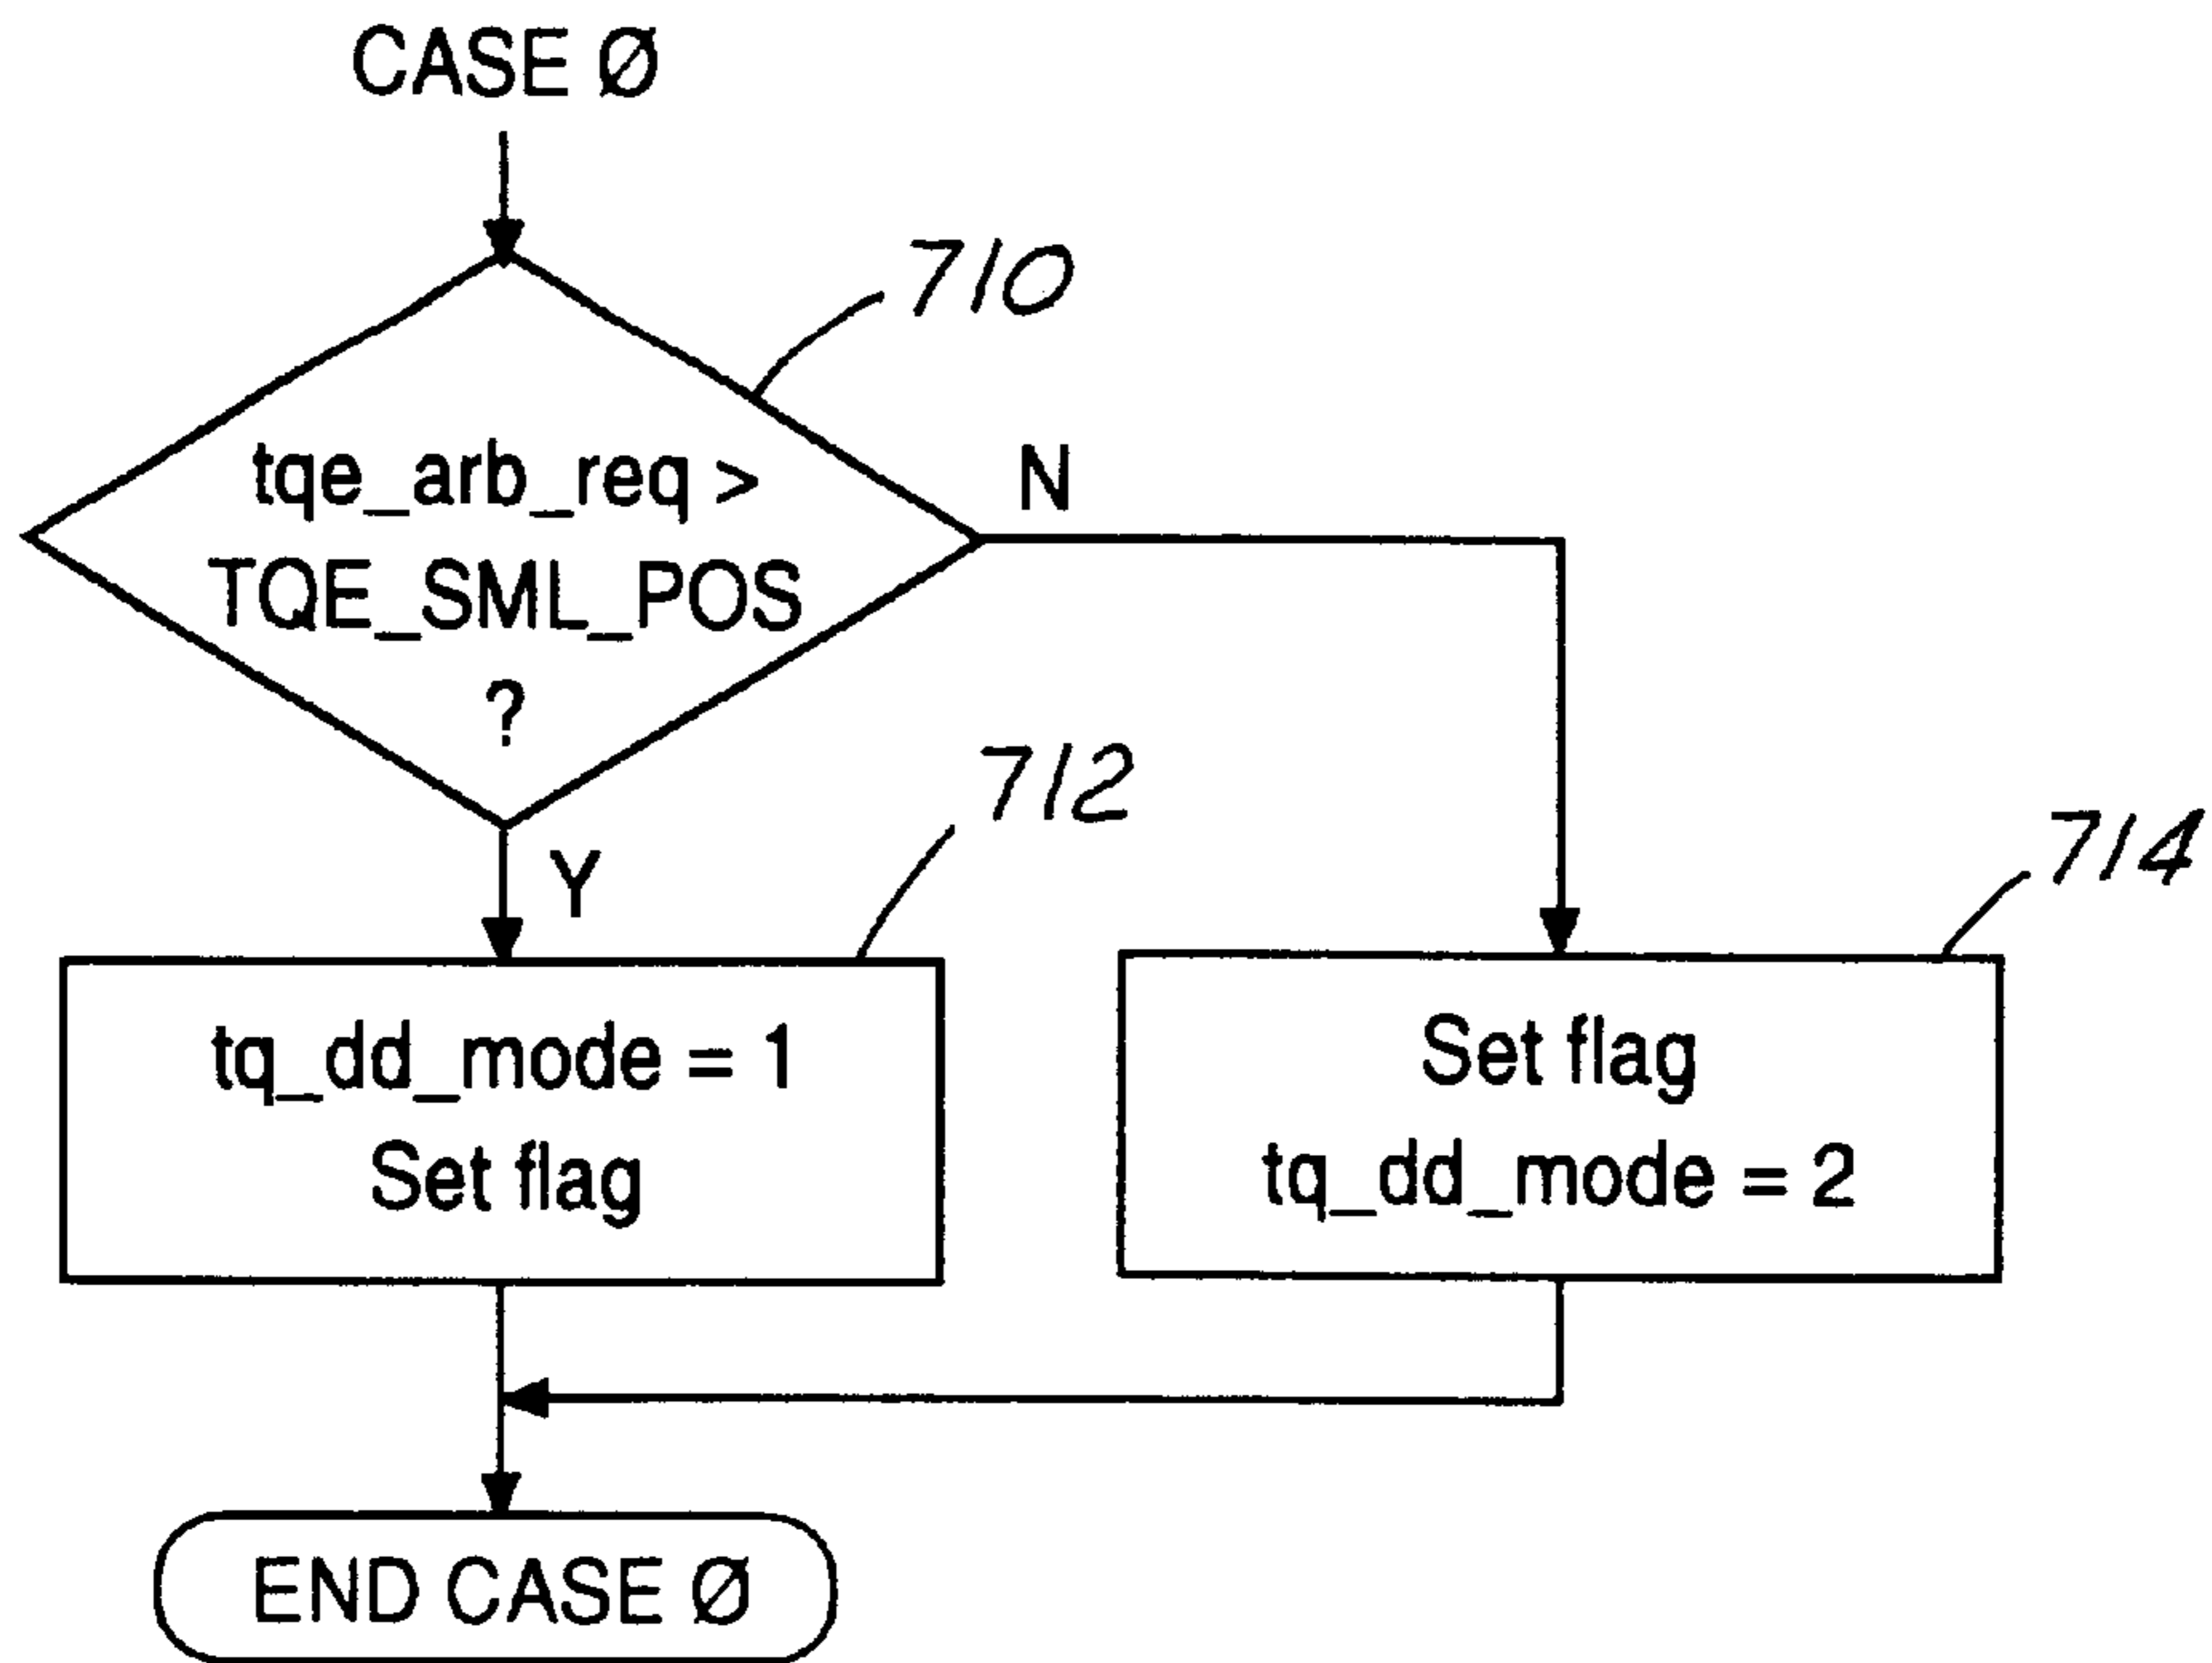 CASE Ø
710
tqe_arb_req >
TQE_SML_POS
?
N
Y
712
714
tq_dd_mode = 1
Set flag
Set flag
tq_dd_mode = 2
END CASE Ø